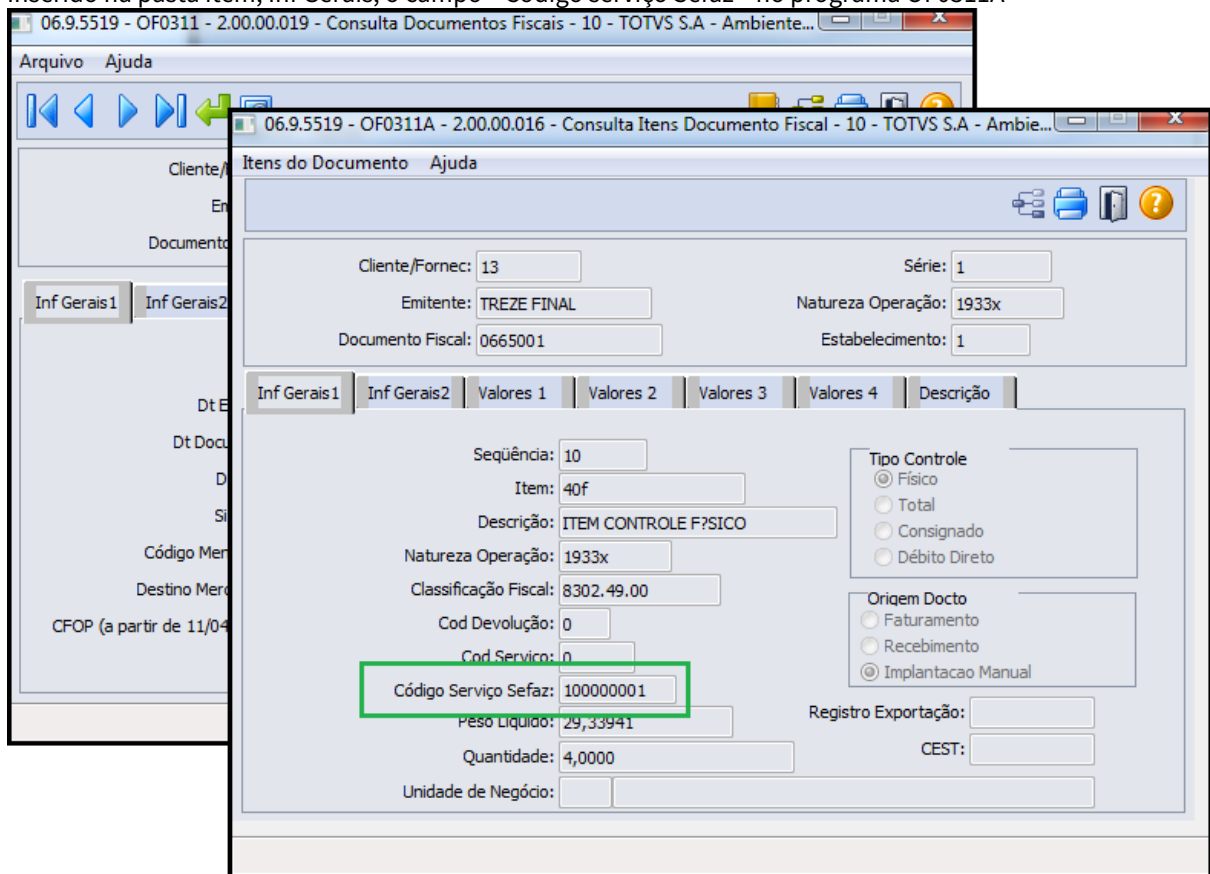 06.9.5519 - OF0311 - 2.00.00.019 - Consulta Documentos Fiscais - 10 - TOTVS S.A - Ambiente...
Arquivo Ajuda
Cliente/
Documento
Inf Gerais1 Inf Gerais2
Dt E
Dt Docu
Código Mer
Destino Merc
CFOP (a partir de 11/04
06.9.5519 - OF0311A - 2.00.00.016 - Consulta Itens Documento Fiscal - 10 - TOTVS S.A - Ambie...
Itens do Documento Ajuda
Cliente/Fornec: 13 Série: 1
Emitente: TREZE FINAL Natureza Operação: 1933x
Documento Fiscal: 0665001 Estabelecimento: 1
Inf Gerais1 Inf Gerais2 Valores 1 Valores 2 Valores 3 Valores 4 Descrição
Seqüência: 10
Item: 40f
Descrição: ITEM CONTROLE F?SICO
Natureza Operação: 1933x
Classificação Fiscal: 8302.49.00
Cod Devolução: 0
Cod Serviço: 0
Código Serviço Sefaz: 100000001
Peso Líquido: 29,33941
Quantidade: 4,0000
Unidade de Negócio:
Tipo Controle
Físico
Total
Consignado
Débito Direto
Origem Docto
Faturamento
Recebimento
Implantacao Manual
Registro Exportação:
CEST: